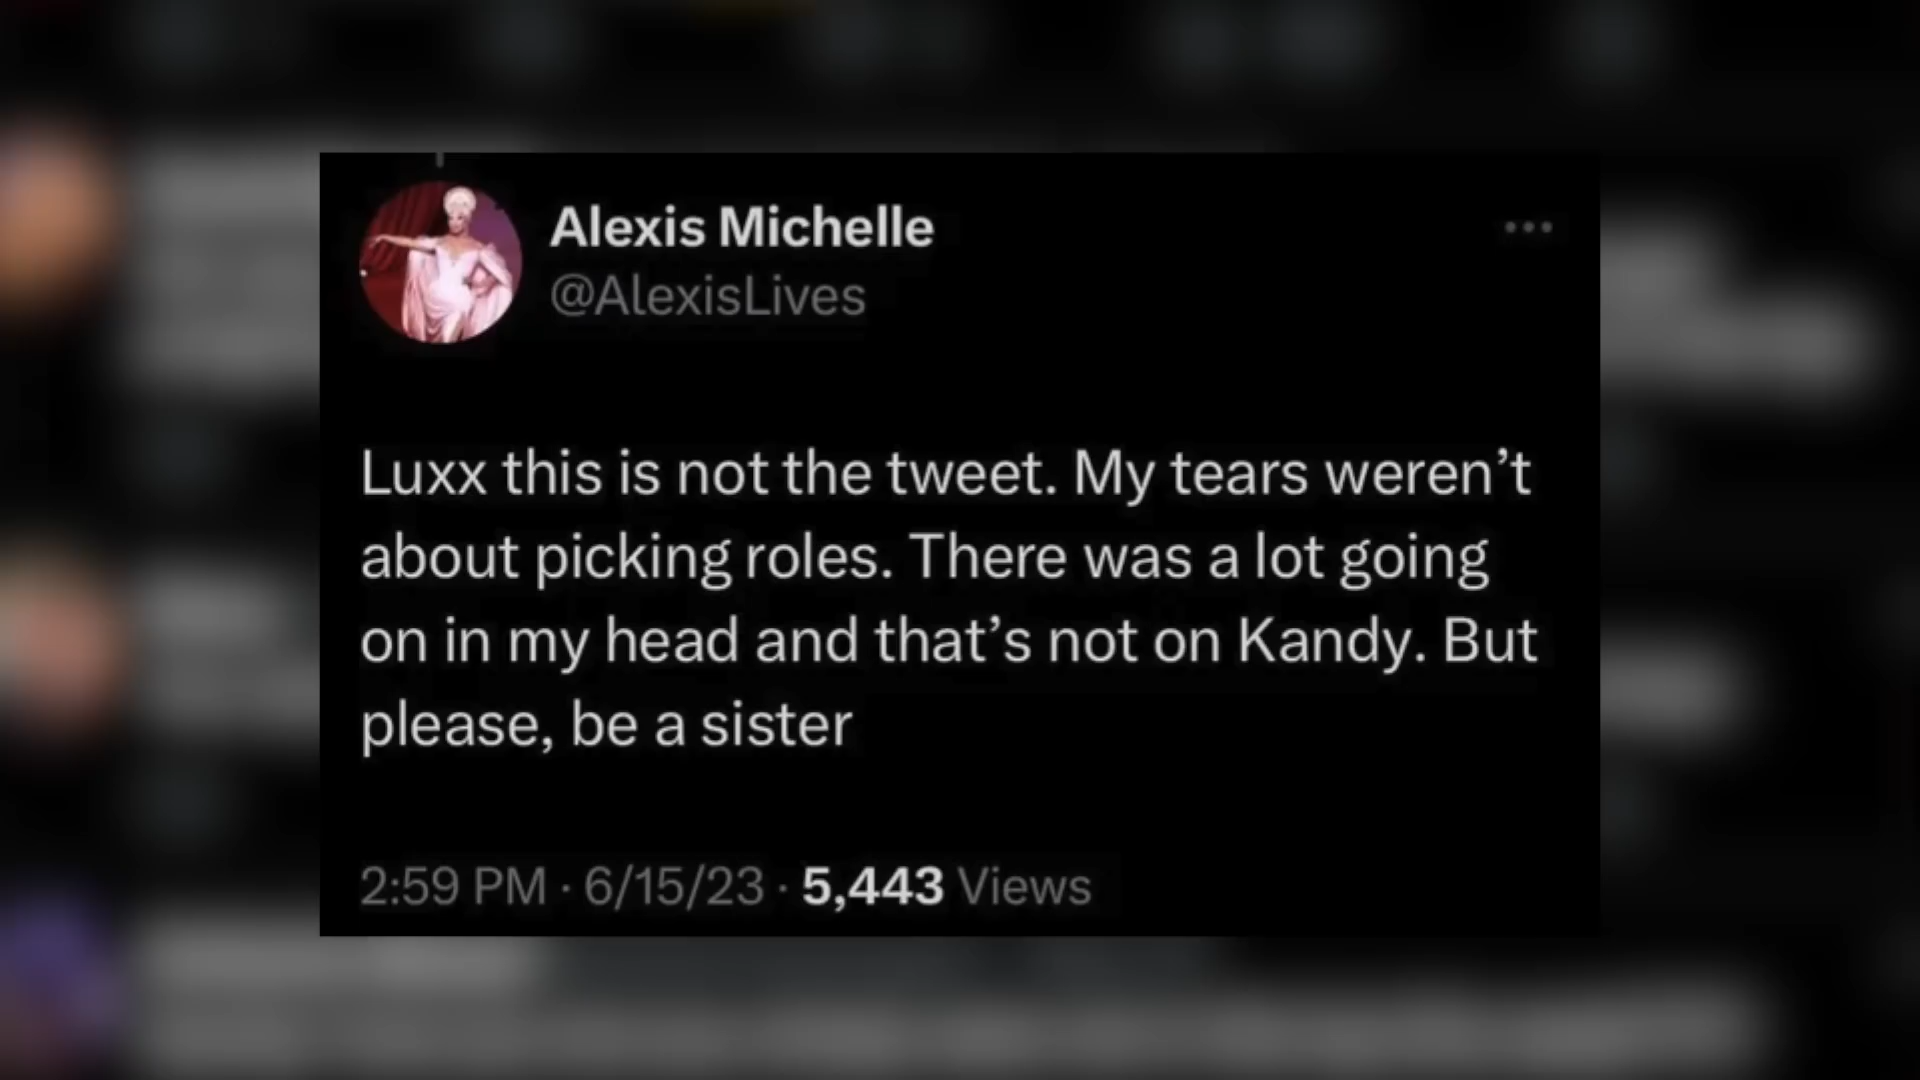 Alexis Michelle
@AlexisLives
Luxx this is not the tweet. My tears weren’t
about picking roles. There was a lot going
on in my head and that’s not on Kandy. But
please, be a sister
2:59 PM · 6/15/23 · 5,443 Views